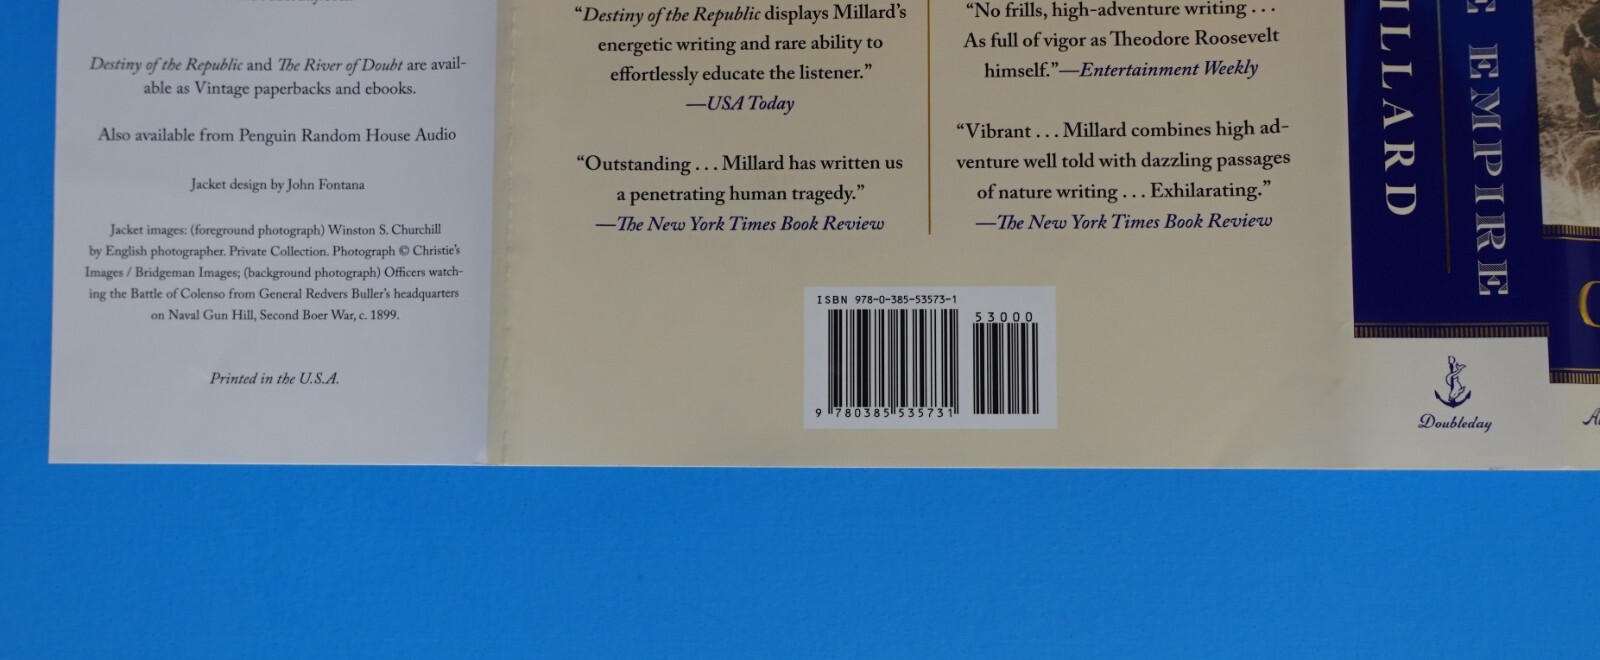 Destiny of the Republic and The River of Doubt are avail-
able as Vintage paperbacks and ebooks.
Also available from Penguin Random House Audio
Jacket design by John Fontana
Jacket images: (foreground photograph) Winston S. Churchill
by English photographer. Private Collection. Photograph © Christie's
Images / Bridgeman Images; (background photograph) Officers watch-
ing the Battle of Colenso from General Redvers Buller's headquarters
on Naval Gun Hill, Second Boer War, c. 1899.
Printed in the U.S.A.
“Destiny of the Republic displays Millard’s
energetic writing and rare ability to
effortlessly educate the listener.”
—USA Today
“Outstanding . . . Millard has written us
a penetrating human tragedy.”
—The New York Times Book Review
“No frills, high-adventure writing . . .
As full of vigor as Theodore Roosevelt
himself.”—Entertainment Weekly
“Vibrant . . . Millard combines high ad-
venture well told with dazzling passages
of nature writing . . . Exhilarating.”
—The New York Times Book Review
ISBN 978-0-385-53573-1
53000
9 780385 535731
ILLARD
E EMPIRE
Doubleday